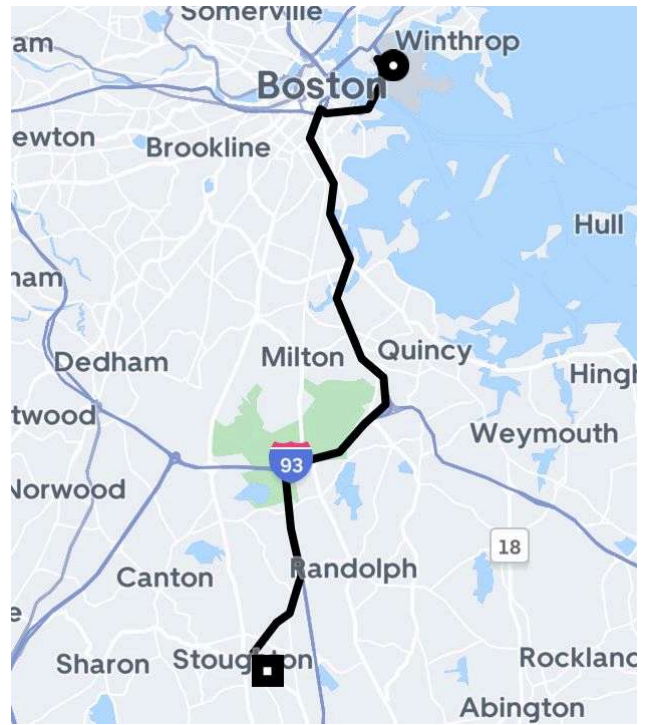 Somerville
am
Winthrop
Boston
ewton
Brookline
Hull
ham
Dedham
Milton
Quincy
Hingh
twood
Weymouth
93
Norwood
18
Randolph
Canton
e
Sharon
Stoughton
Rockland
Abington